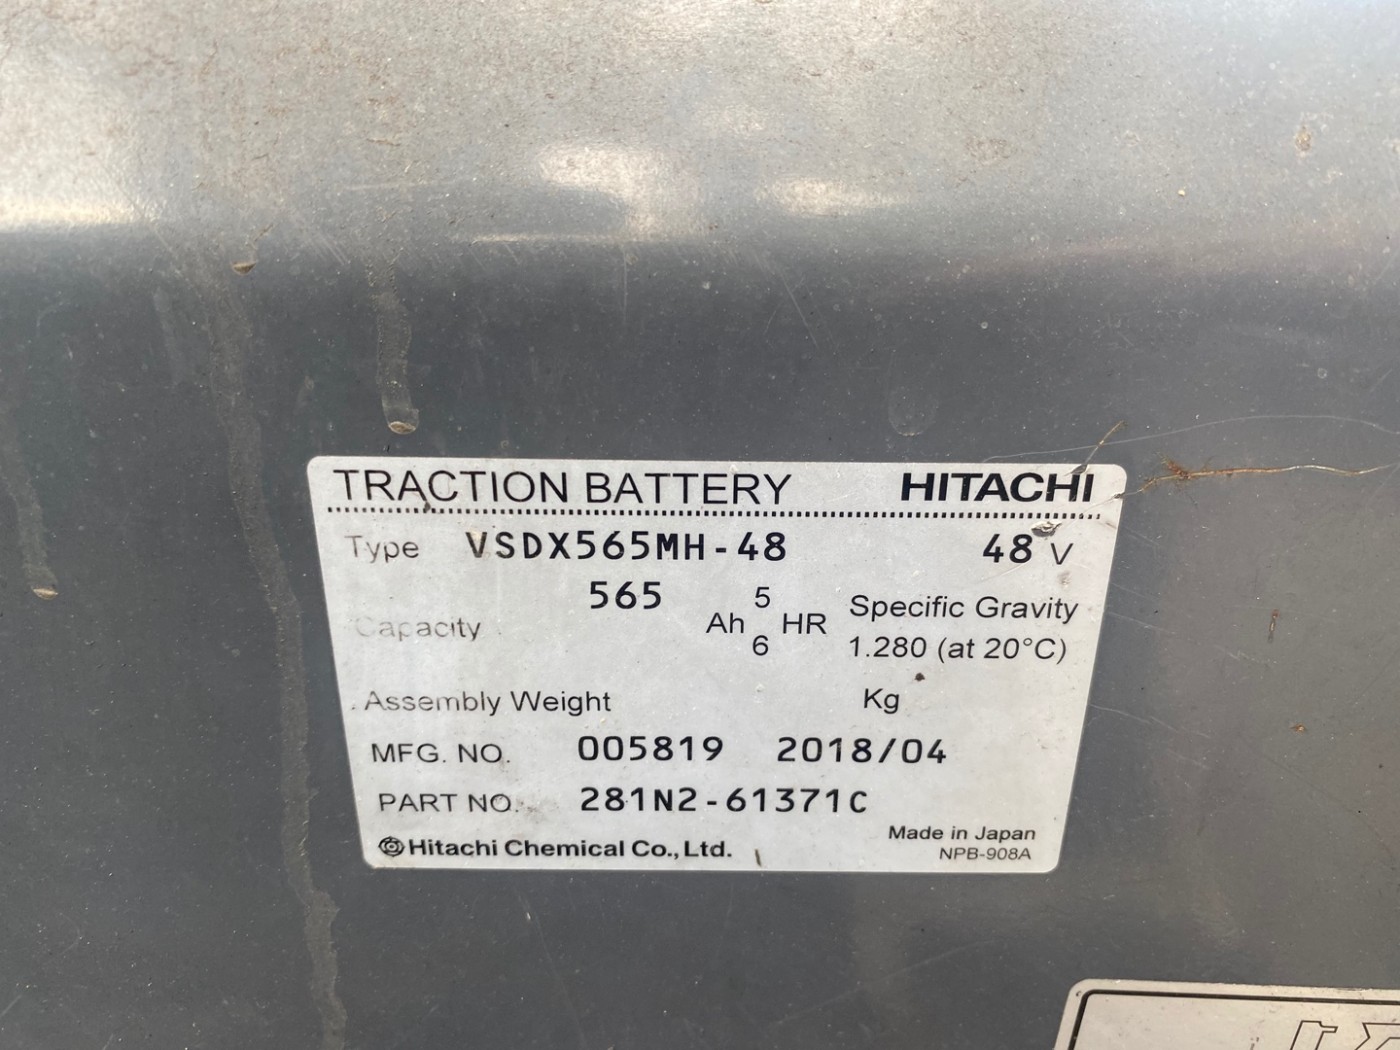 TRACTION BATTERY HITACHI
Type VSDX565MH-48 48 V
565 5
Capacity Ah HR Specific Gravity
6 1.280 (at 20°C)
Assembly Weight Kg
MFG. NO. 005819 2018/04
PART NO. 281N2-61371C
Hitachi Chemical Co., Ltd. Made in Japan
NPB-908A